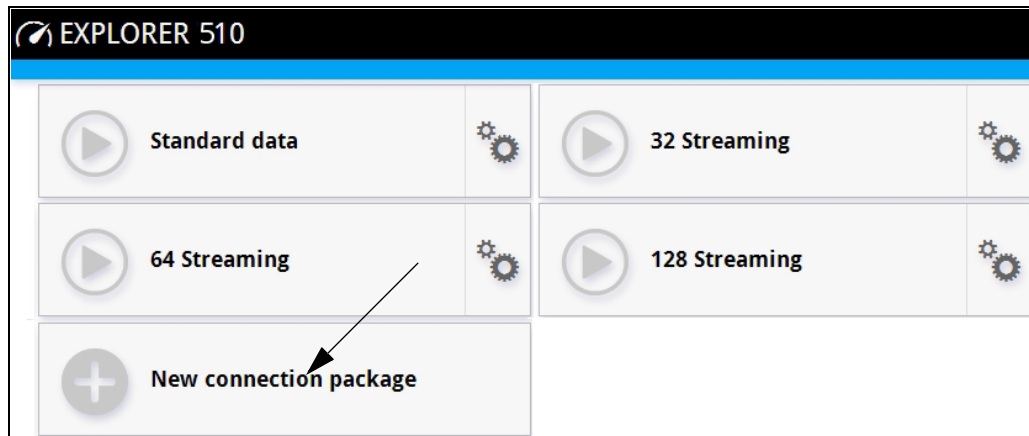 EXPLORER 510
Standard data
32 Streaming
64 Streaming
128 Streaming
New connection package